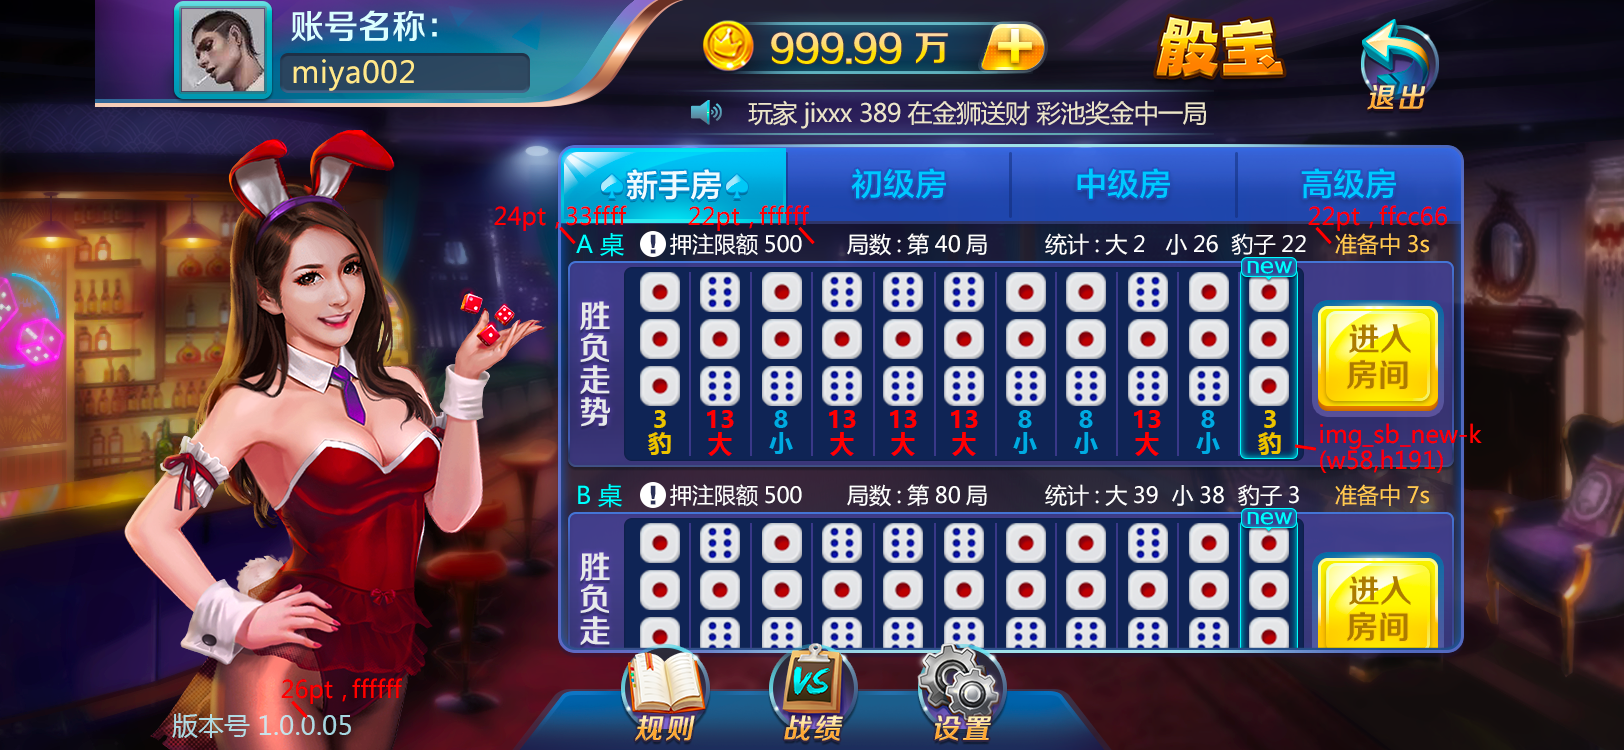 账号名称:
miya002
999.99 万
骰宝
退出
玩家 jixxx 389 在金狮送财 彩池奖金中一局
新手房
初级房
中级房
高级房
24pt , 33ffff
22pt , ffffff
22pt , ffcc66
A 桌
押注限额 500
局数 : 第 40 局
统计 : 大 2 小 26 豹子 22
准备中 3s
new
胜负走势
3 13 8 13 13 13 8 8 13 8 3
豹 大 小 大 大 大 小 小 大 小 豹
进入
房间
img_sb_new-k
(w58,h191)
B 桌
押注限额 500
局数 : 第 80 局
统计 : 大 39 小 38 豹子 3
准备中 7s
new
胜负走
进入
房间
26pt , ffffff
版本号 1.0.0.05
VS
规则
战绩
设置